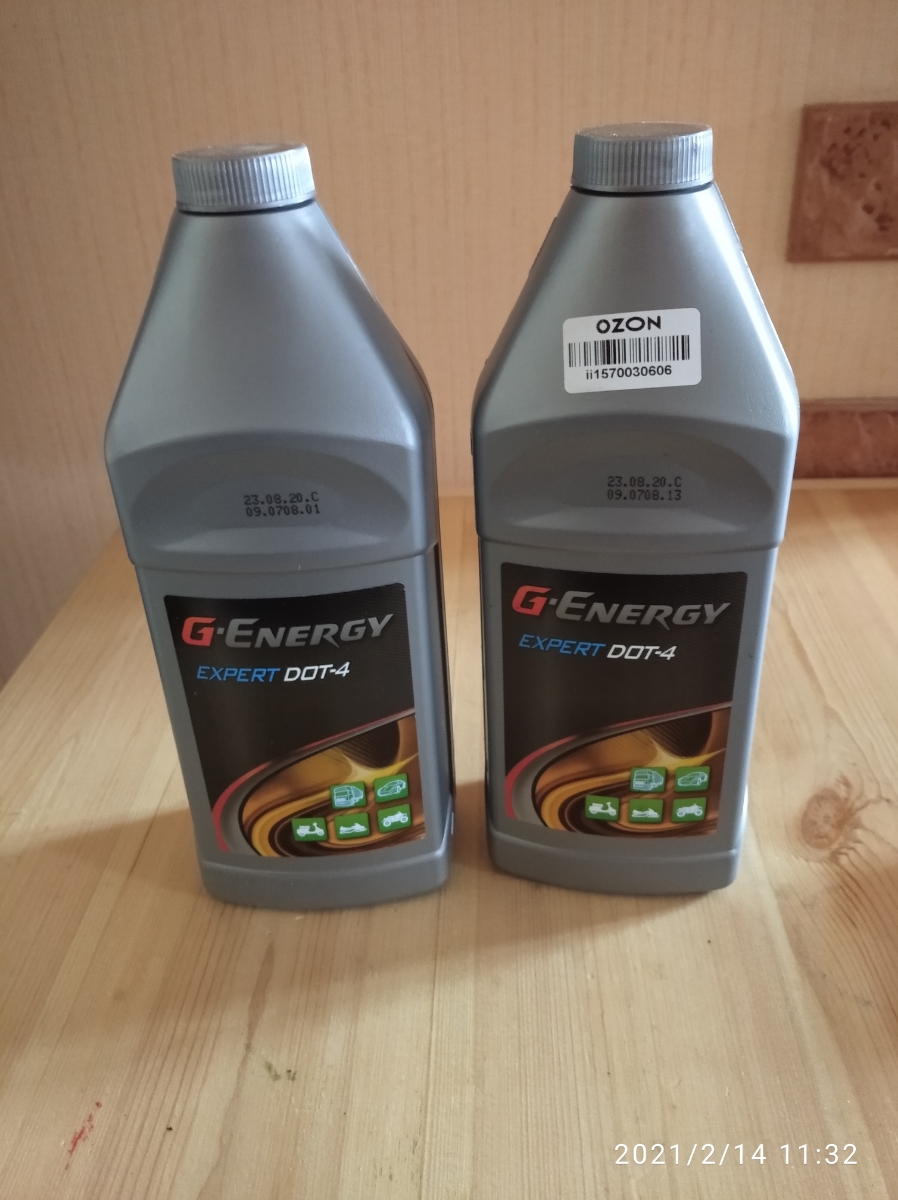 23.08.20.C
09.0708.01
G-ENERGY
EXPERT DOT-4
OZON
ii1570030606
23.08.20.C
09.0708.13
G-ENERGY
EXPERT DOT-4
2021/2/14 11:32